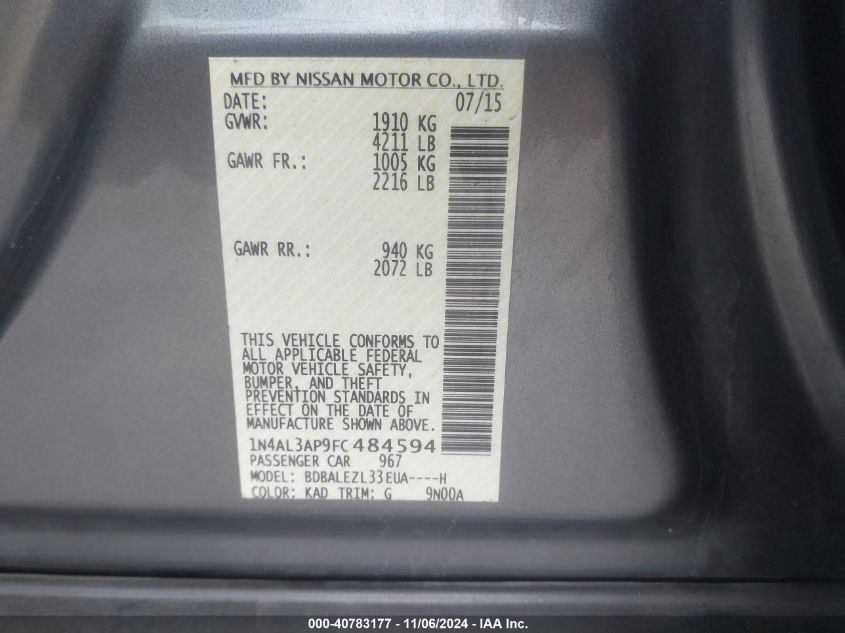 MFD BY NISSAN MOTOR CO., LTD.
DATE: 07/15
GVWR: 1910 KG
4211 LB
GAWR FR.: 1005 KG
2216 LB
GAWR RR.: 940 KG
2072 LB
THIS VEHICLE CONFORMS TO
ALL APPLICABLE FEDERAL
MOTOR VEHICLE SAFETY,
BUMPER, AND THEFT
PREVENTION STANDARDS IN
EFFECT ON THE DATE OF
MANUFACTURE SHOWN ABOVE.
1N4AL3AP9FC484594
PASSENGER CAR 967
MODEL: BDBALEZL33EUA----H
COLOR: KAD TRIM: G 9N00A
000-40783177 - 11/06/2024 - IAA Inc.